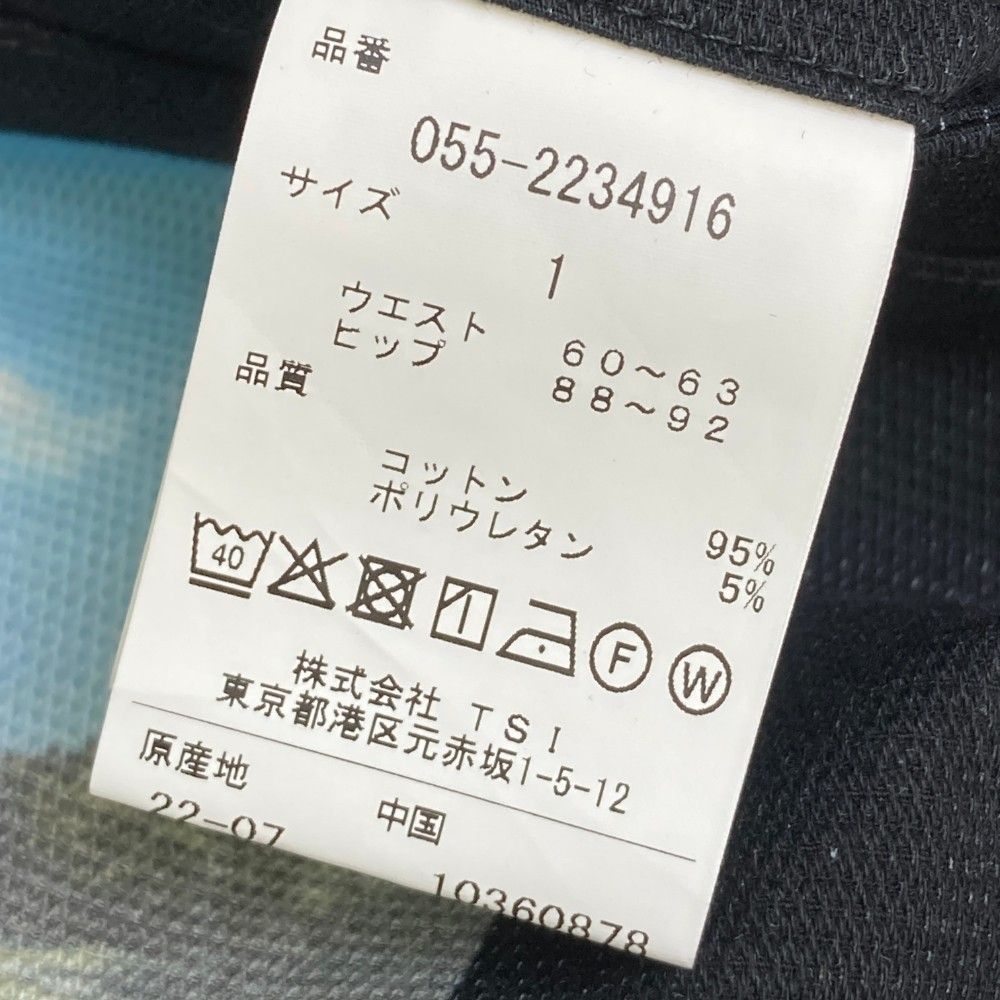 品番
055-2234916
サイズ
1
ウエスト 60～63
ヒップ 88～92
品質
コットン 95%
ポリウレタン 5%
40 F W
株式会社 TSI
東京都港区元赤坂1-5-12
原産地 中国
22-07 10360878